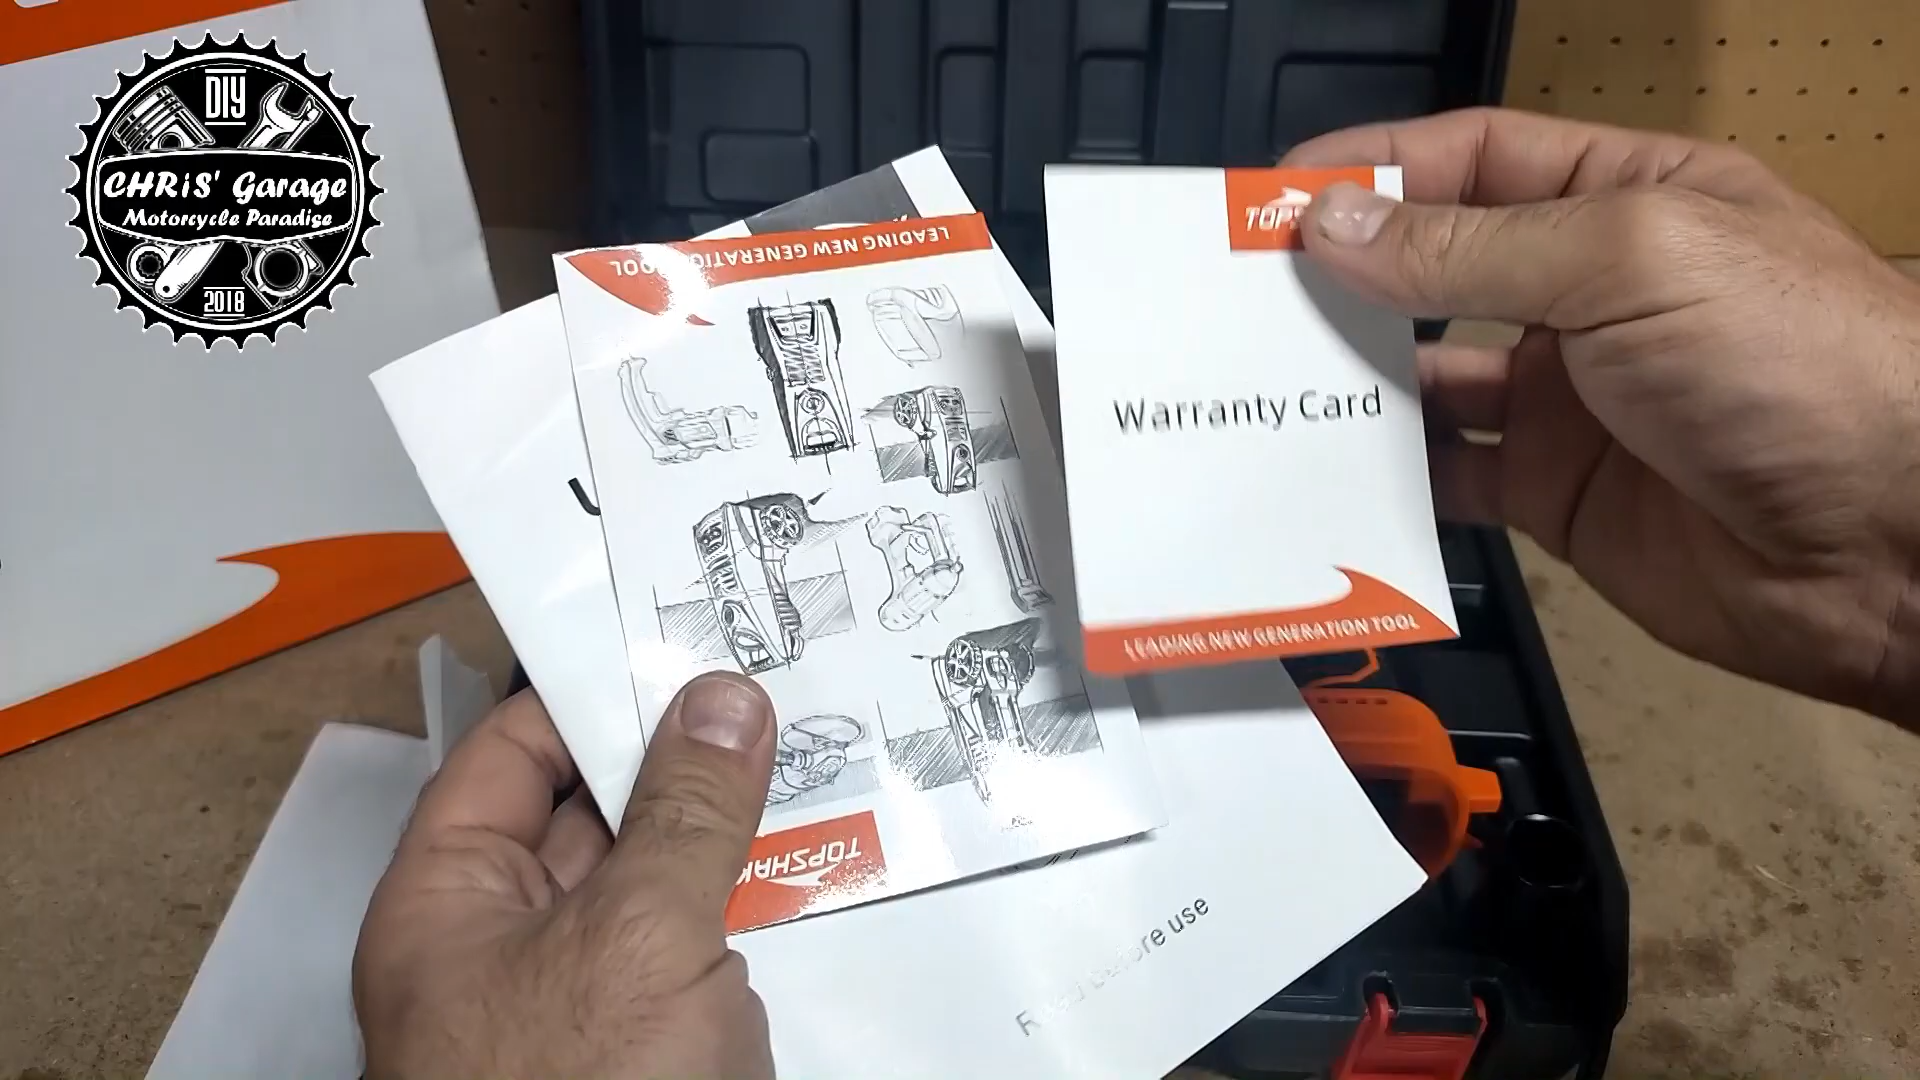 DIY
CHRiS' Garage
Motorcycle Paradise
2018
LEADING NEW GENERATION TOOL
TOPSHAK
Warranty Card
LEADING NEW GENERATION TOOL
Read before use